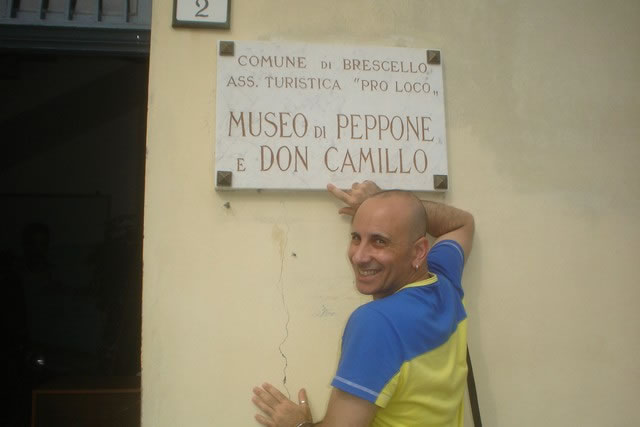 2
COMUNE DI BRESCELLO
ASS. TURISTICA "PRO LOCO„
MUSEO DI PEPPONE
E DON CAMILLO